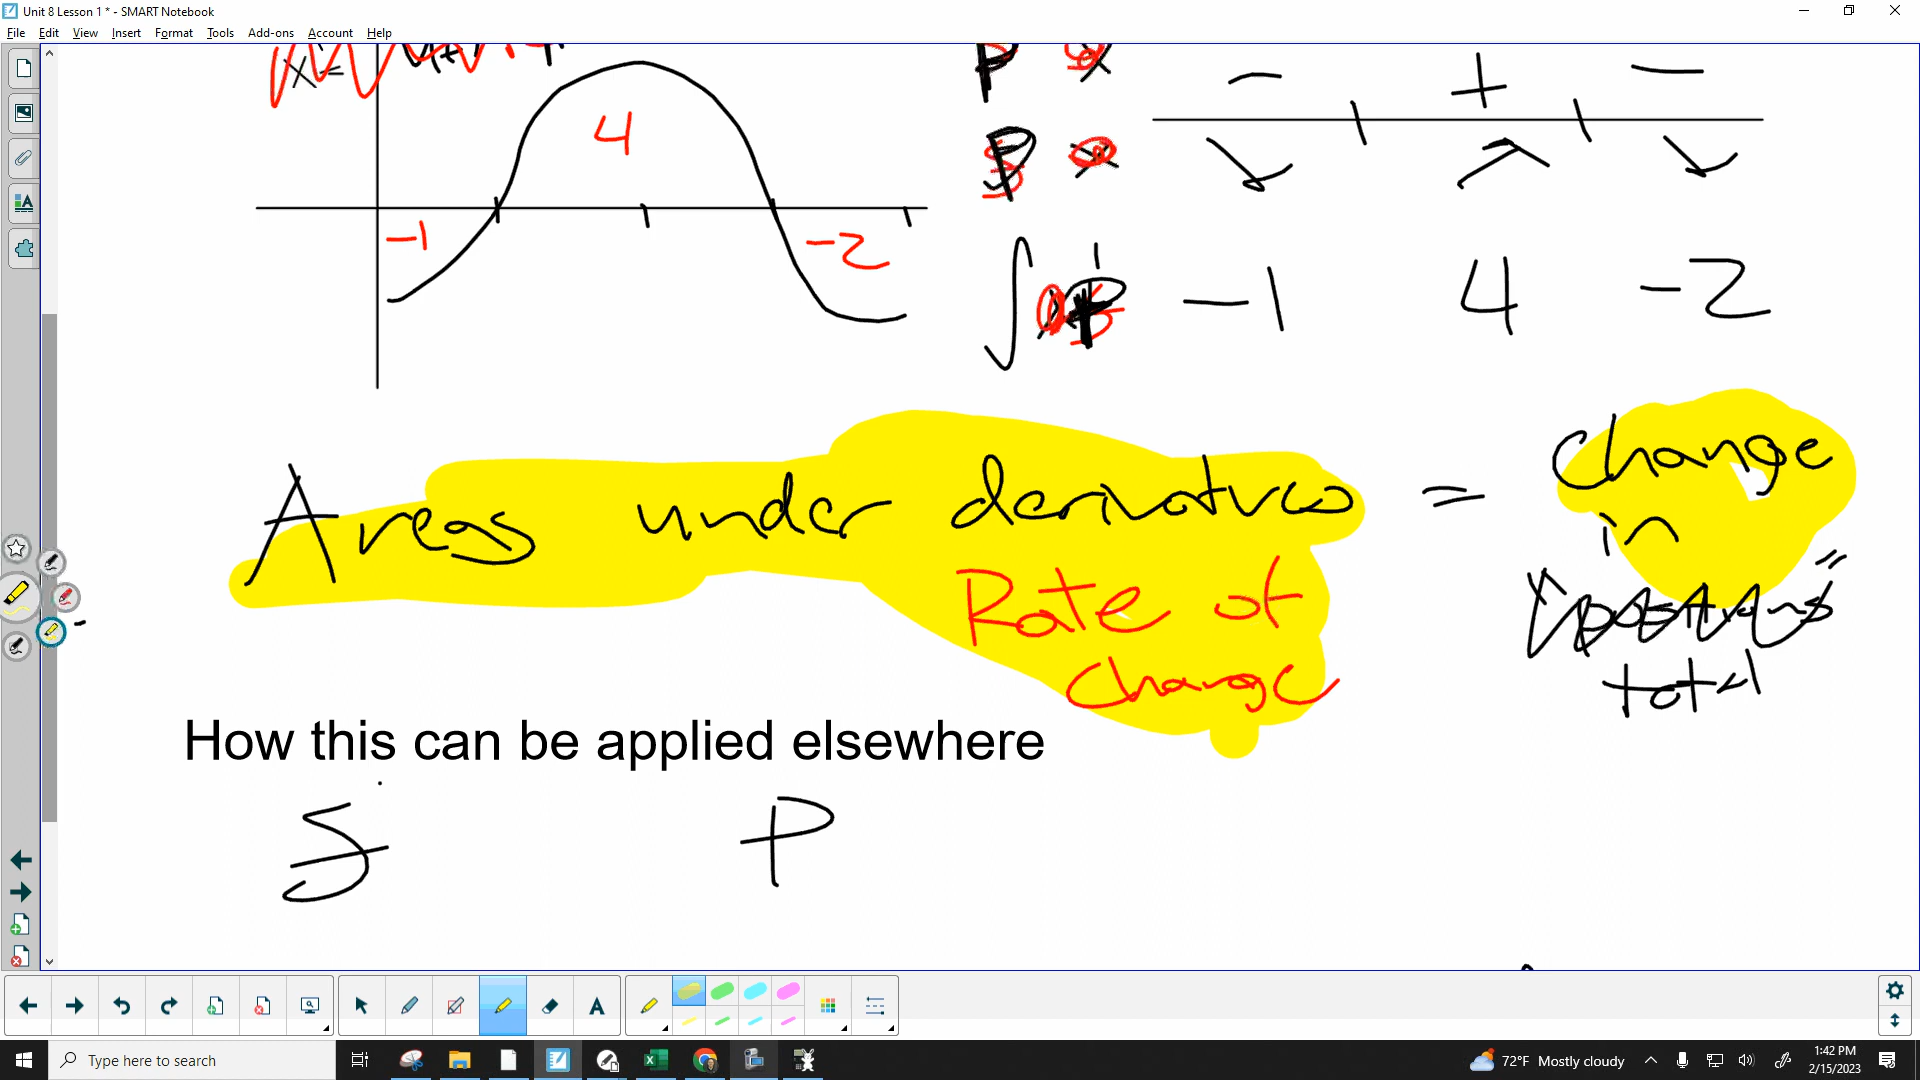 Unit 8 Lesson 1 * - SMART Notebook
File Edit View Insert Format Tools Add-ons Account Help
x =
− + −
4
P
P
-1 -2
∫ -1 4 -2
Areas under derivatives = change
in
Rate of
change
total
How this can be applied elsewhere
S P
A
Type here to search
72°F Mostly cloudy
1:42 PM
2/15/2023